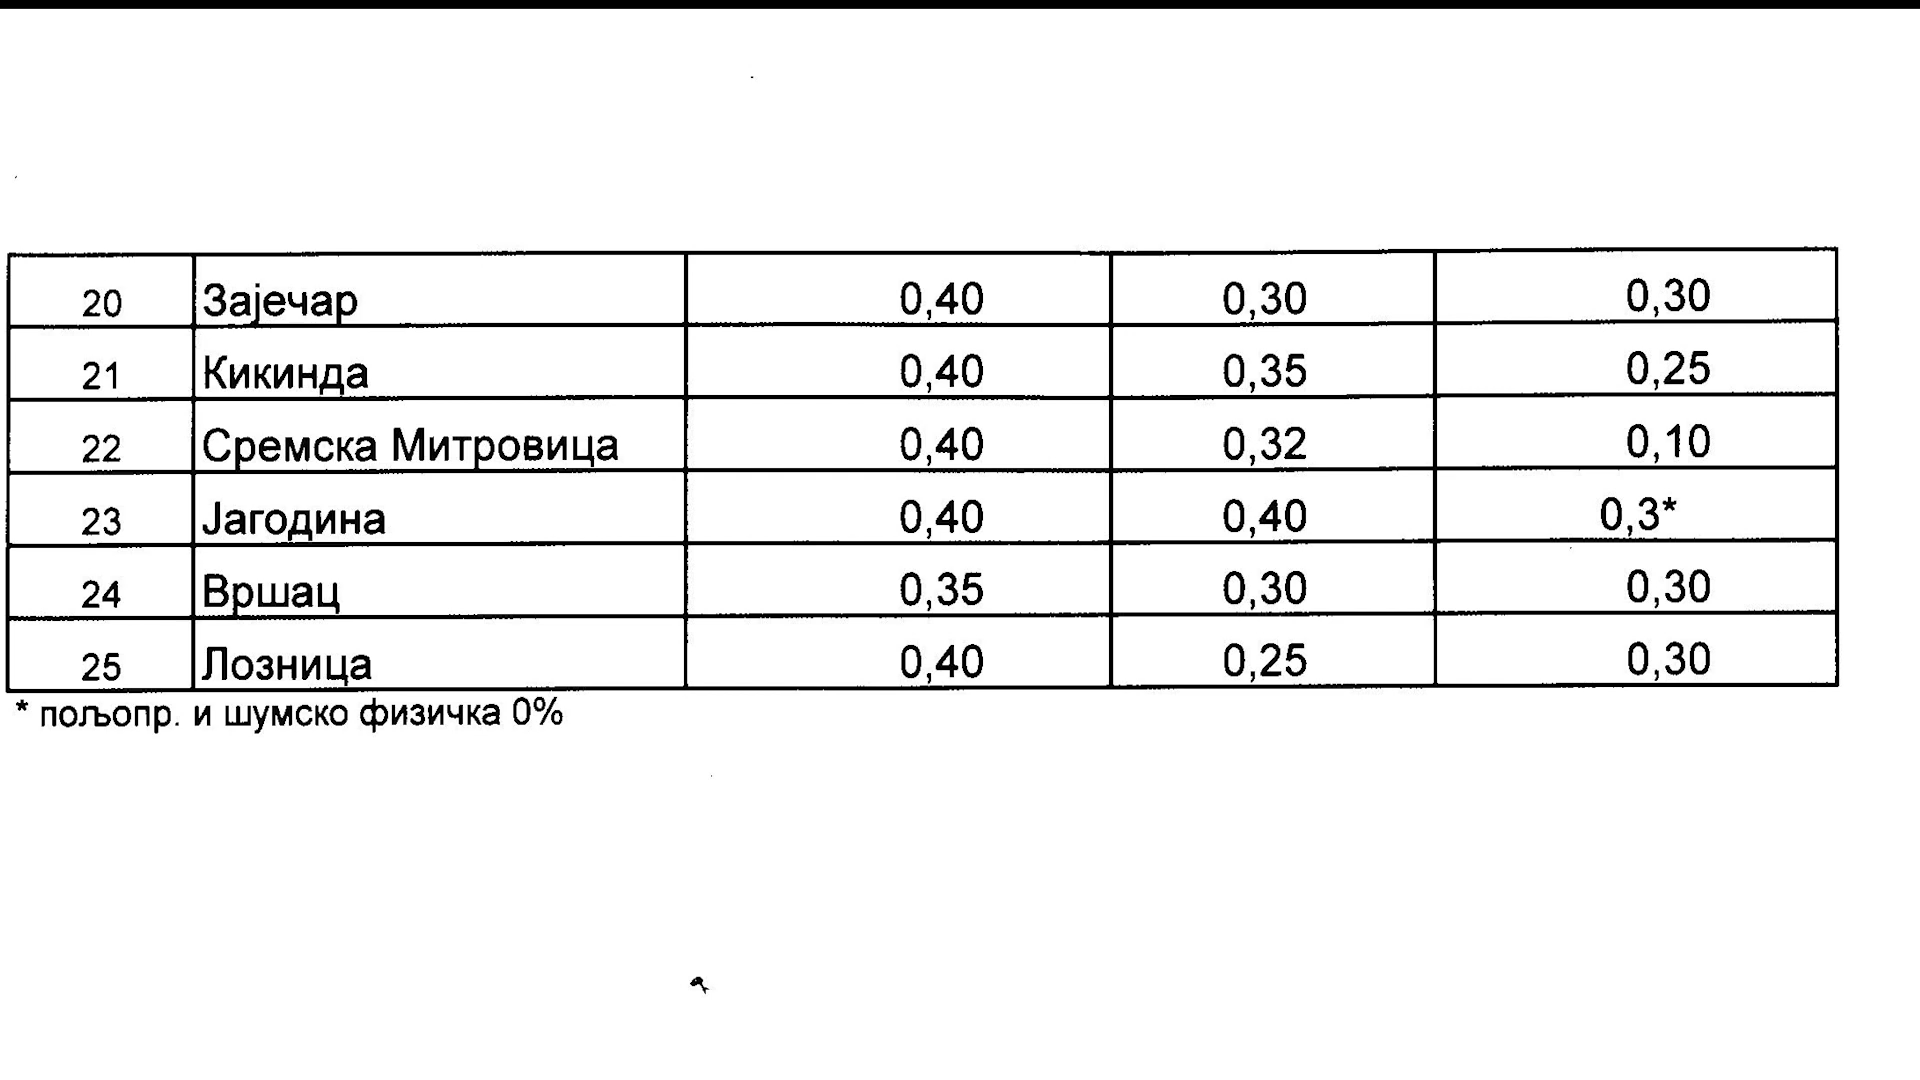 20 Зајечар 0,40 0,30 0,30
21 Кикинда 0,40 0,35 0,25
22 Сремска Митровица 0,40 0,32 0,10
23 Јагодина 0,40 0,40 0,3*
24 Вршац 0,35 0,30 0,30
25 Лозница 0,40 0,25 0,30
* пољопр. и шумско физичка 0%